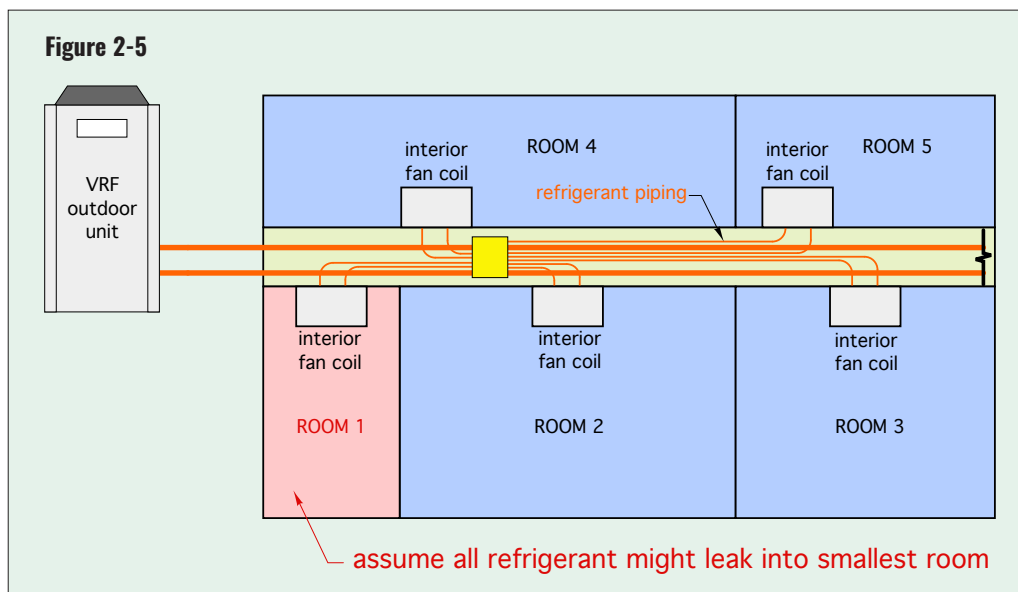 Figure 2-5
VRF
outdoor
unit
interior
fan coil
ROOM 4
interior
fan coil
ROOM 5
refrigerant piping
interior
fan coil
interior
fan coil
interior
fan coil
ROOM 1
ROOM 2
ROOM 3
assume all refrigerant might leak into smallest room